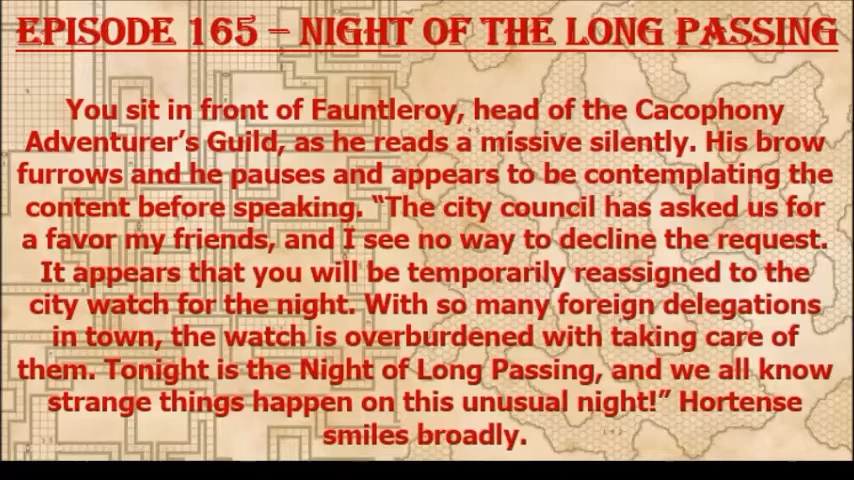 EPISODE 165 – NIGHT OF THE LONG PASSING
You sit in front of Fauntleroy, head of the Cacophony
Adventurer’s Guild, as he reads a missive silently. His brow
furrows and he pauses and appears to be contemplating the
content before speaking. “The city council has asked us for
a favor my friends, and I see no way to decline the request.
It appears that you will be temporarily reassigned to the
city watch for the night. With so many foreign delegations
in town, the watch is overburdened with taking care of
them. Tonight is the Night of Long Passing, and we all know
strange things happen on this unusual night!” Hortense
smiles broadly.